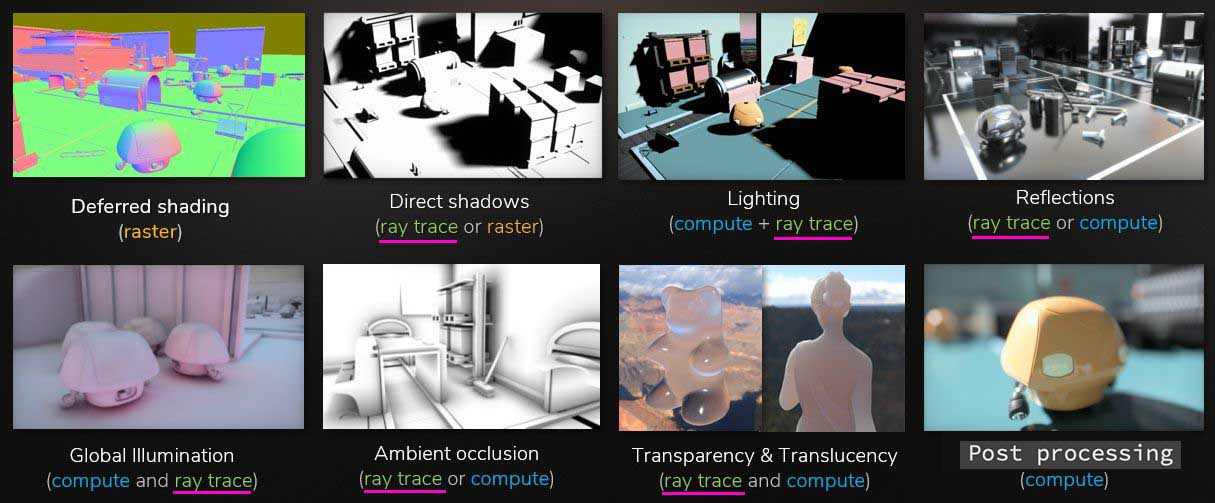 Deferred shading
(raster)
Direct shadows
(ray trace or raster)
Lighting
(compute + ray trace)
Reflections
(ray trace or compute)
Global Illumination
(compute and ray trace)
Ambient occlusion
(ray trace or compute)
Transparency & Translucency
(ray trace and compute)
Post processing
(compute)